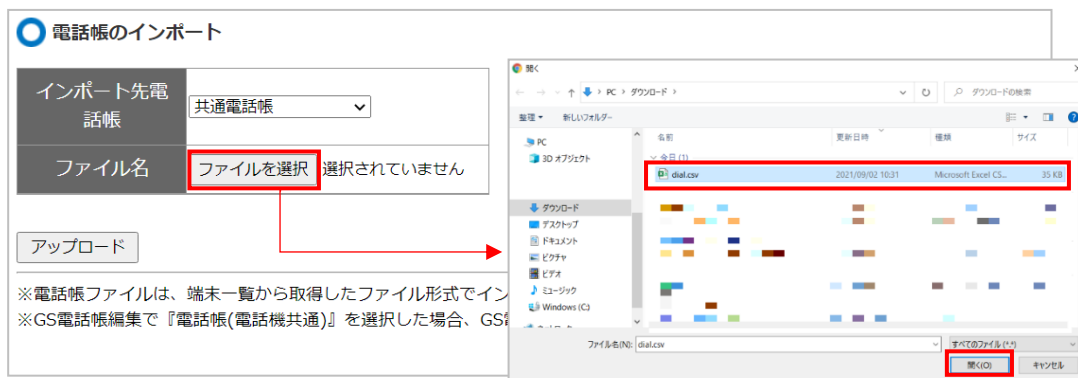 電話帳のインポート
インポート先電
話帳
共通電話帳
ファイル名
ファイルを選択 選択されていません
アップロード
※電話帳ファイルは、端末一覧から取得したファイル形式でイン
※GS電話帳編集で『電話帳(電話機共通)』を選択した場合、GS
開く
PC › ダウンロード ›
ダウンロードの検索
整理 新しいフォルダー
名前 更新日時 種類 サイズ
PC
3D オブジェクト
ダウンロード
デスクトップ
ドキュメント
ピクチャ
ビデオ
ミュージック
Windows (C:)
今日 (1)
dial.csv 2021/09/02 10:31 Microsoft Excel CS... 35 KB
ファイル名(N): dial.csv
すべてのファイル (*.*)
開く(O) キャンセル